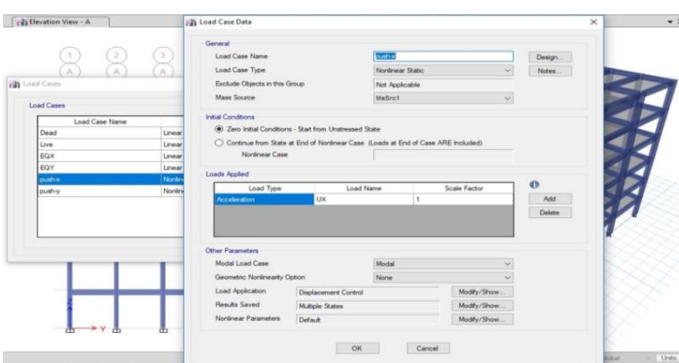 Elevation View - A
Load Case Data
1 2 3
A A A
Load Cases
Load Cases
Load Case Name
Dead Linear
Live Linear
EQX Linear
EQY Linear
push-x Nonlin
push-y Nonlin
General
Load Case Name push-x Design...
Load Case Type Nonlinear Static Notes...
Exclude Objects in this Group Not Applicable
Mass Source MsSrc1
Initial Conditions
Zero Initial Conditions - Start from Unstressed State
Continue from State at End of Nonlinear Case (Loads at End of Case ARE Included)
Nonlinear Case
Loads Applied
Load Type Load Name Scale Factor
Acceleration UX 1 Add
Delete
Other Parameters
Modal Load Case Modal
Geometric Nonlinearity Option None
Load Application Displacement Control Modify/Show...
Results Saved Multiple States Modify/Show...
Nonlinear Parameters Default Modify/Show...
Z
Y
OK Cancel
Units